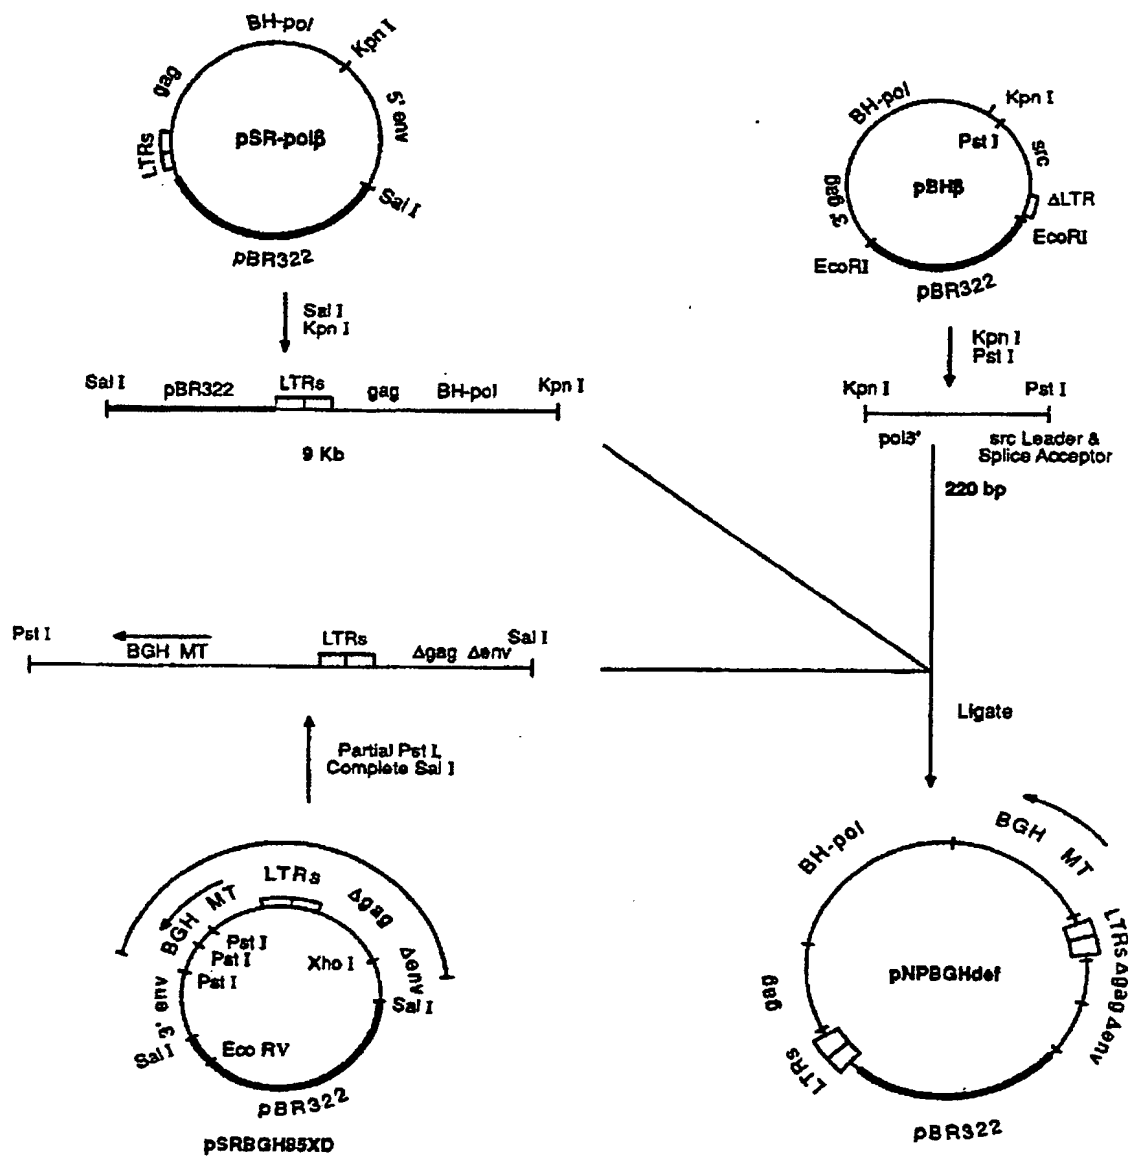 BH-pol
Kpn I
gag
5' env
LTRs
pSR-polβ
Sal I
pBR322
Sal I
Kpn I
BH-pol
Kpn I
Pst I
src
pBHβ
gag 3'
ΔLTR
EcoRI
EcoRI
pBR322
Kpn I
Pst I
Sal I
pBR322
LTRs
gag
BH-pol
Kpn I
9 Kb
Kpn I
Pst I
pol3'
src Leader &
Splice Acceptor
220 bp
Pst I
BGH MT
LTRs
Δgag Δenv
Sal I
Ligate
Partial Pst I,
Complete Sal I
LTRs
BGH MT
Δgag
Δenv
Pst I
Pst I
Pst I
Xho I
Sal I
3' env
Sal I
Eco RV
pBR322
pSRBGH85XD
BH-pol
BGH MT
LTRs Δgag Δenv
pNPBGHdef
gag
LTRs
pBR322